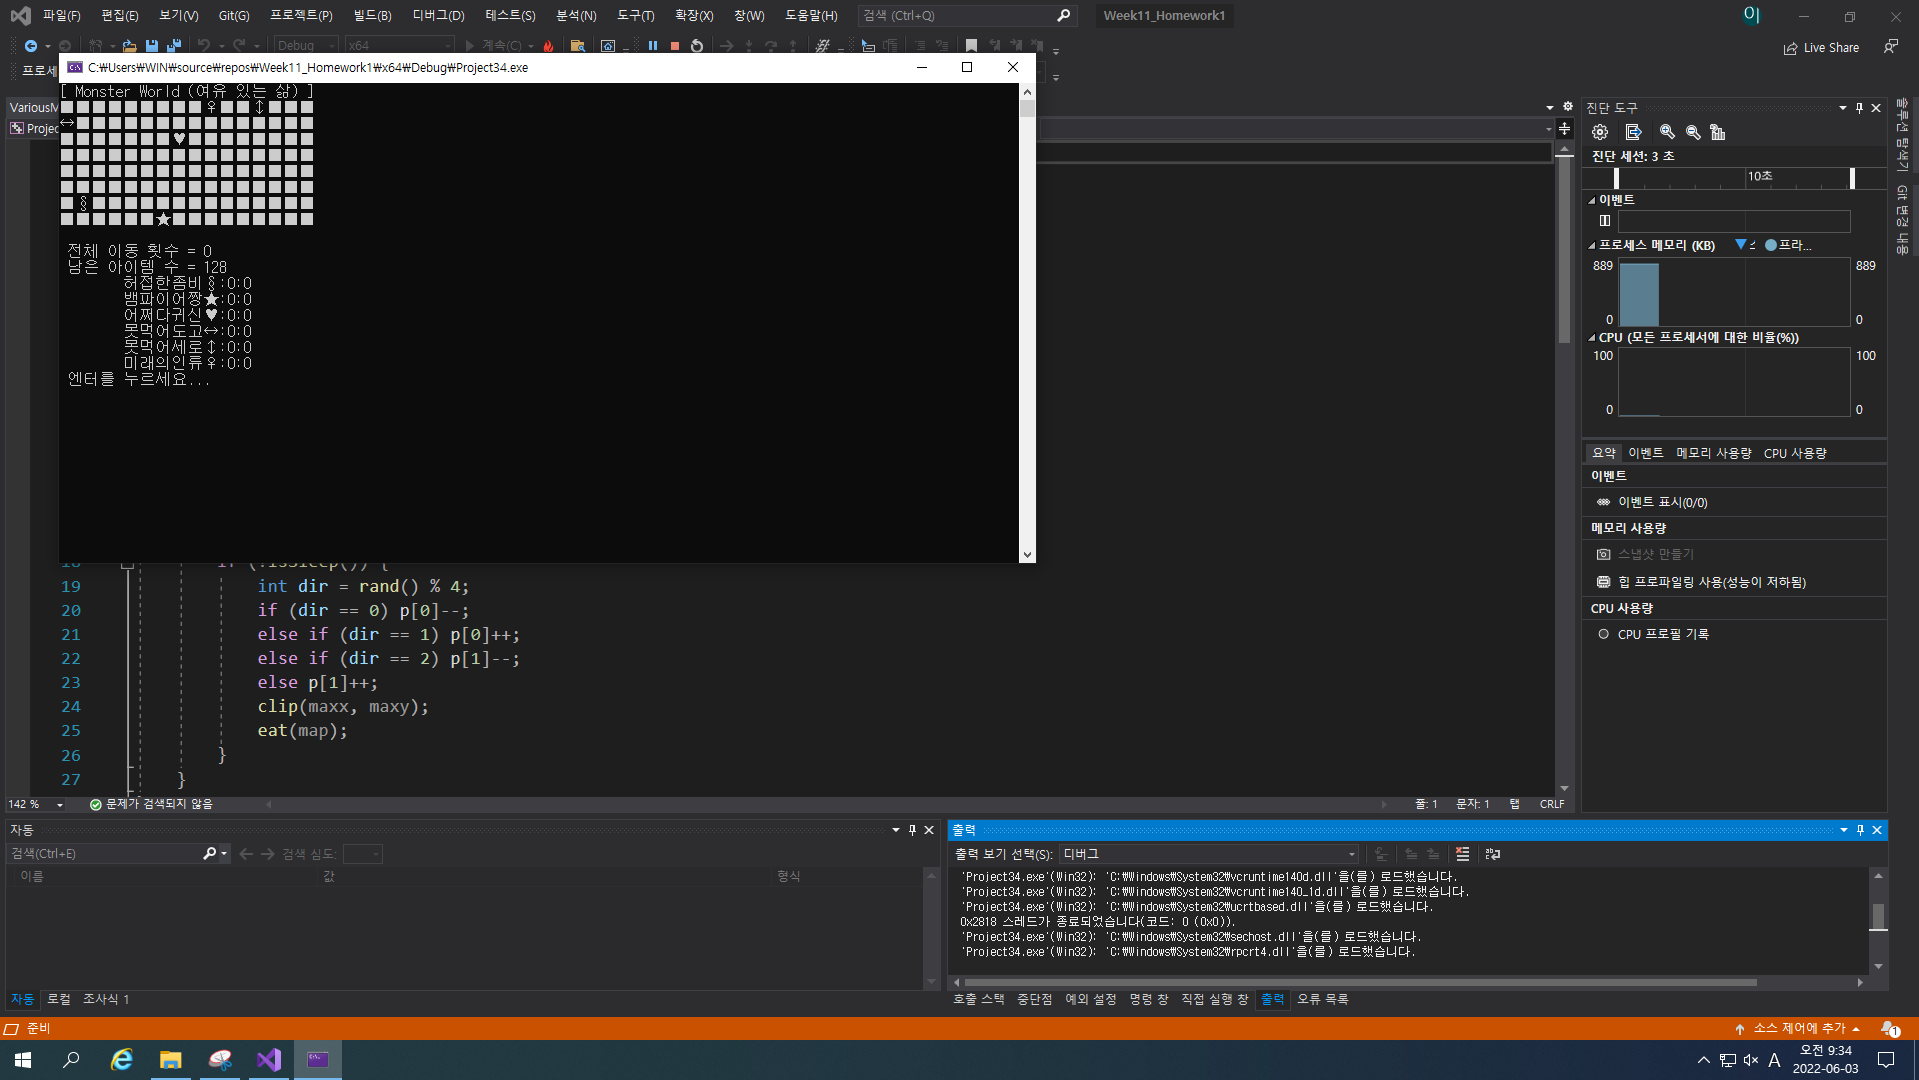 파일(F) 편집(E) 보기(V) Git(G) 프로젝트(P) 빌드(B) 디버그(D) 테스트(S) 분석(N) 도구(T) 확장(X) 창(W) 도움말(H) 검색 (Ctrl+Q) Week11_Homework1
Debug x64 계속(C)
Live Share
프로세
C:₩Users₩WIN₩source₩repos₩Week11_Homework1₩x64₩Debug₩Project34.exe
[ Monster World (여유 있는 삶) ]
■■■■■■■■■♀■■↕■■■
↔■■■■■■■■■■■■■■■
■■■■■■■♥■■■■■■■■
■■■■■■■■■■■■■■■■
■■■■■■■■■■■■■■■■
■■■■■■■■■■■■■■■■
■§■■■■■■■■■■■■■■
■■■■■■★■■■■■■■■■
전체 이동 횟수 = 0
남은 아이템 수 = 128
허접한좀비§:0:0
뱀파이어짱★:0:0
어쩌다귀신♥:0:0
못먹어도고↔:0:0
못먹어세로↕:0:0
미래의인류♀:0:0
엔터를 누르세요...
VariousM
Projec
19 int dir = rand() % 4;
20 if (dir == 0) p[0]--;
21 else if (dir == 1) p[0]++;
22 else if (dir == 2) p[1]--;
23 else p[1]++;
24 clip(maxx, maxy);
25 eat(map);
26 }
27 }
142 % 문제가 검색되지 않음 줄: 1 문자: 1 탭 CRLF
진단 도구
진단 세션: 3 초
10초
이벤트
프로세스 메모리 (KB) 프라...
889 889
0 0
CPU (모든 프로세서에 대한 비율(%))
100 100
0 0
요약 이벤트 메모리 사용량 CPU 사용량
이벤트
이벤트 표시(0/0)
메모리 사용량
스냅샷 만들기
힙 프로파일링 사용(성능이 저하됨)
CPU 사용량
CPU 프로필 기록
솔루션 탐색기
Git 변경 내용
자동
검색(Ctrl+E) 검색 심도:
이름 값 형식
자동 로컬 조사식 1
출력
출력 보기 선택(S): 디버그
'Project34.exe'(Win32): 'C:₩Windows₩System32₩vcruntime140d.dll'을(를) 로드했습니다.
'Project34.exe'(Win32): 'C:₩Windows₩System32₩vcruntime140_1d.dll'을(를) 로드했습니다.
'Project34.exe'(Win32): 'C:₩Windows₩System32₩ucrtbased.dll'을(를) 로드했습니다.
0x2818 스레드가 종료되었습니다(코드: 0 (0x0)).
'Project34.exe'(Win32): 'C:₩Windows₩System32₩sechost.dll'을(를) 로드했습니다.
'Project34.exe'(Win32): 'C:₩Windows₩System32₩rpcrt4.dll'을(를) 로드했습니다.
호출 스택 중단점 예외 설정 명령 창 직접 실행 창 출력 오류 목록
준비 소스 제어에 추가 1
A 오전 9:34
2022-06-03